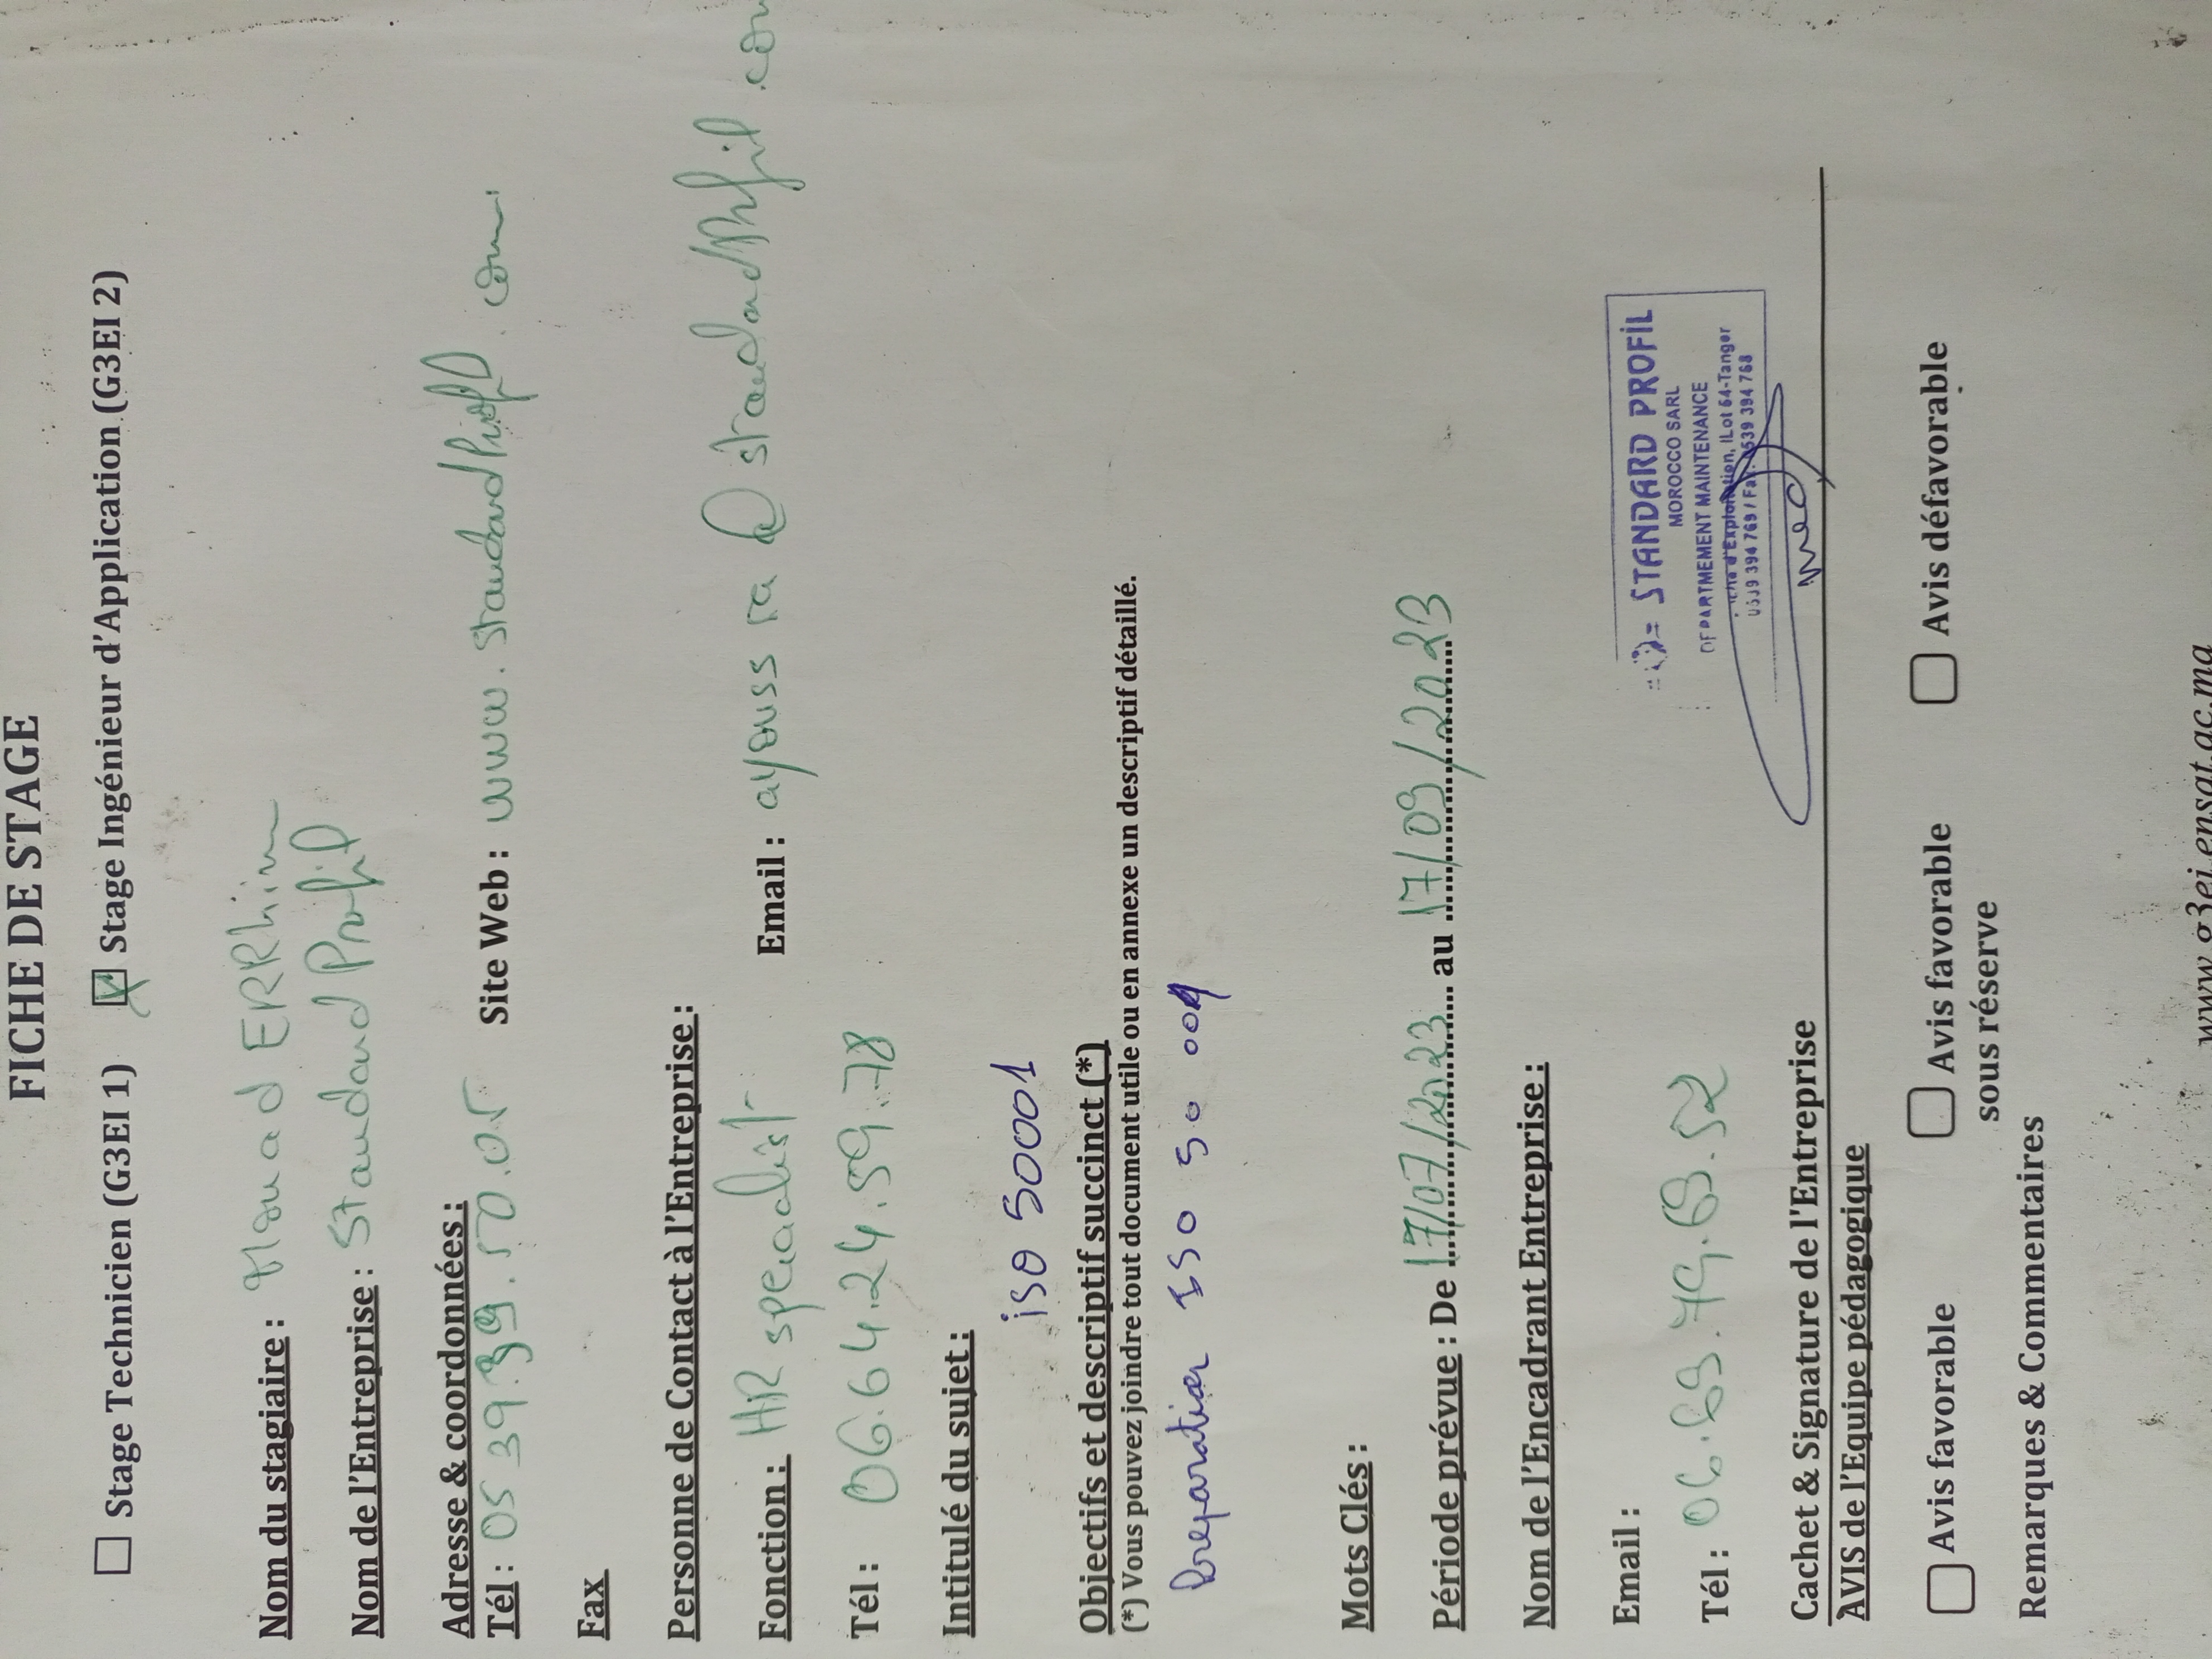 FICHE DE STAGE
☐ Stage Technicien (G3EI 1) ☑ Stage Ingénieur d'Application (G3EI 2)
Nom du stagiaire : Mouad ERRhim
Nom de l'Entreprise : Standard Profil
Adresse & coordonnées :
Tél : 05 39.39.50.05 Site Web : www.standardProfil.com
Fax
Personne de Contact à l'Entreprise :
Fonction : HR specialist Email : @standardProfil.com
Tél : 06.64.24.59.78
Intitulé du sujet :
iso 50001
Objectifs et descriptif succinct (*)
(*) Vous pouvez joindre tout document utile ou en annexe un descriptif détaillé.
Preparation ISO 50 001
Mots Clés :
Période prévue : De 17/07/2023 au 17/09/2023
Nom de l'Encadrant Entreprise :
Email :
Tél : 06.69.49.69.52
STANDARD PROFIL
MOROCCO SARL
DEPARTMEMENT MAINTENANCE
d'Exploitation, ILot 64-Tanger
0539 394 769 / Fax: 0539 394 768
Cachet & Signature de l'Entreprise
AVIS de l'Equipe pédagogique
☐ Avis favorable ☐ Avis favorable ☐ Avis défavorable
sous réserve
Remarques & Commentaires
www.g3ei.ensat.ac.ma